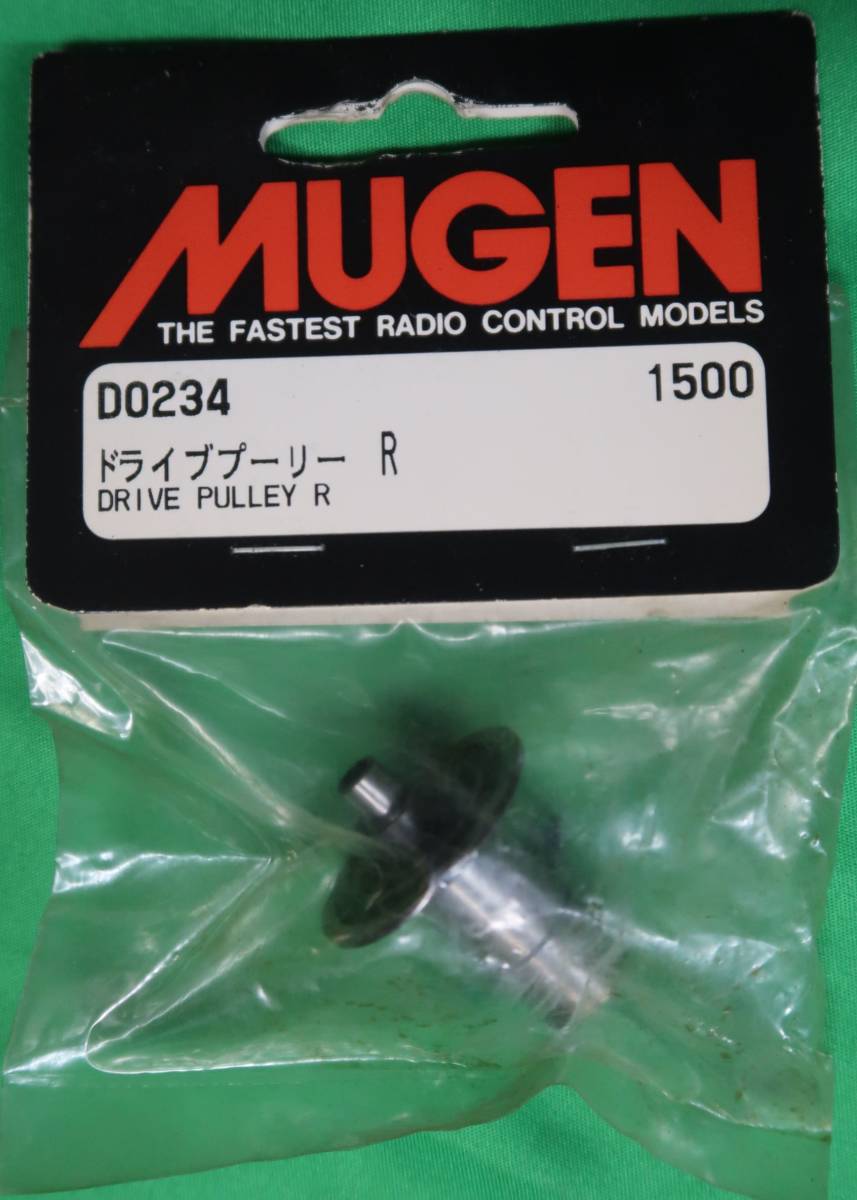 MUGEN
THE FASTEST RADIO CONTROL MODELS
D0234 1500
ドライブプーリー R
DRIVE PULLEY R